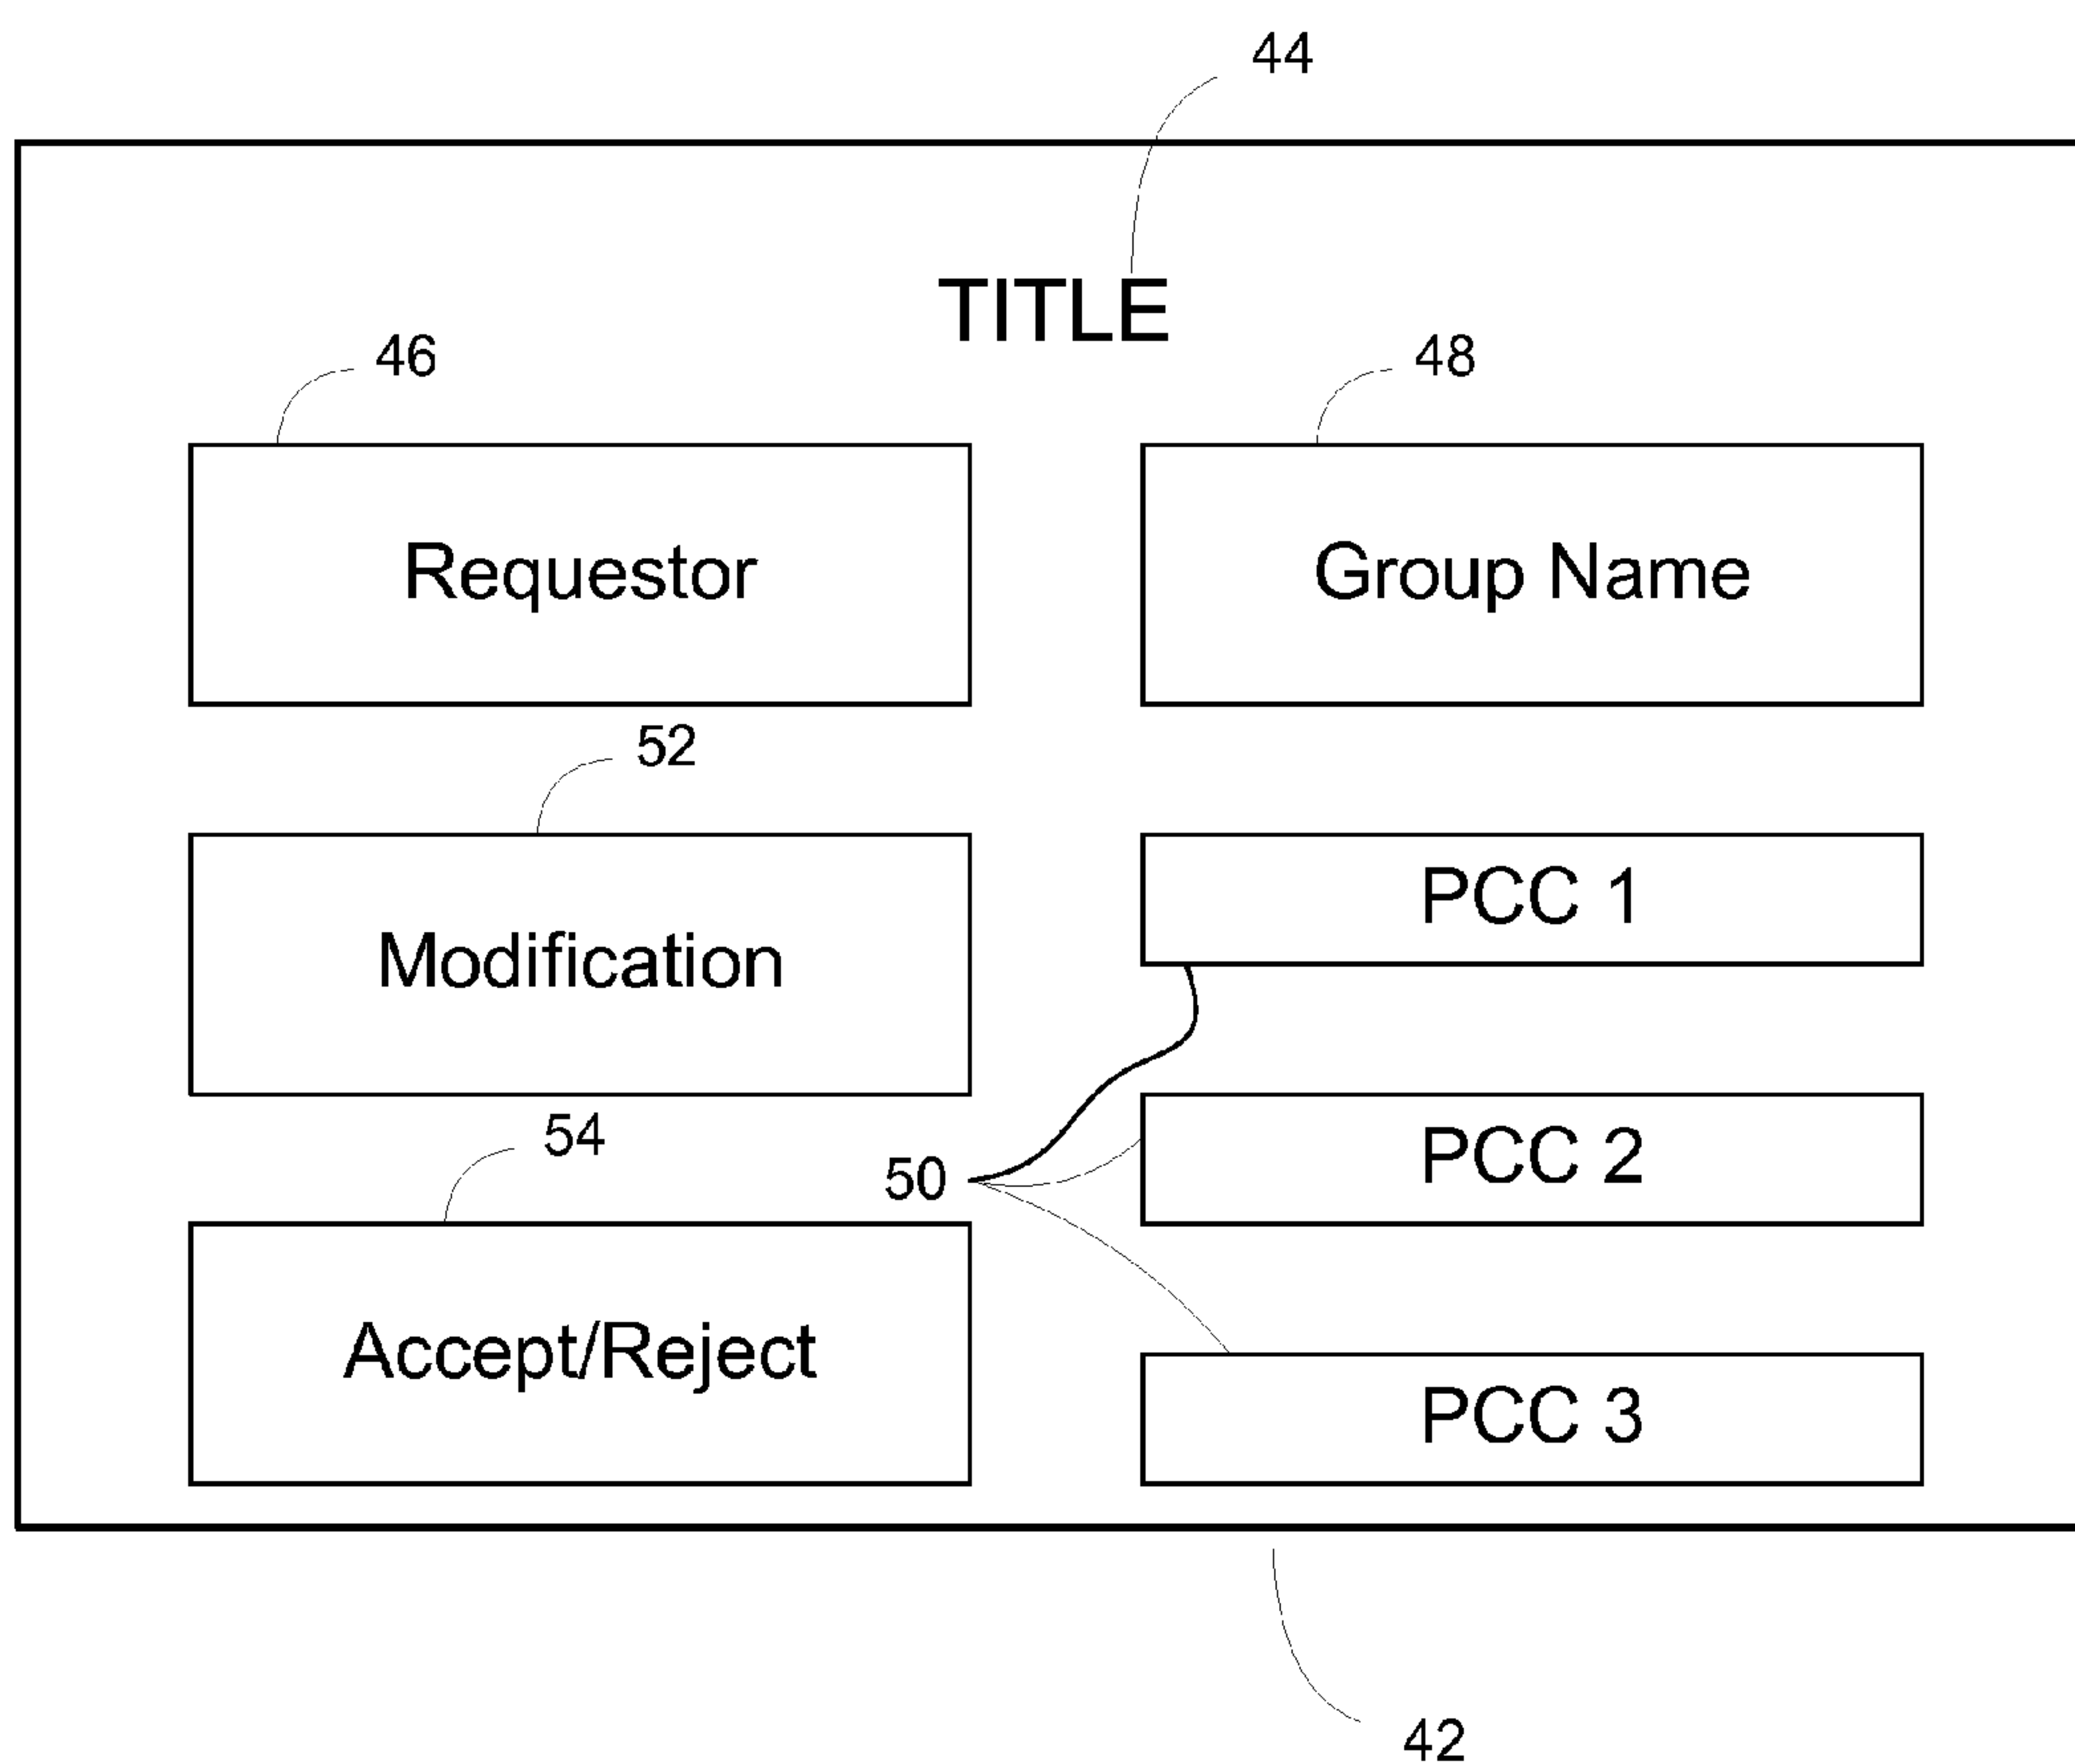 44
TITLE
46
48
Requestor
Group Name
52
Modification
PCC 1
54
50
PCC 2
Accept/Reject
PCC 3
42